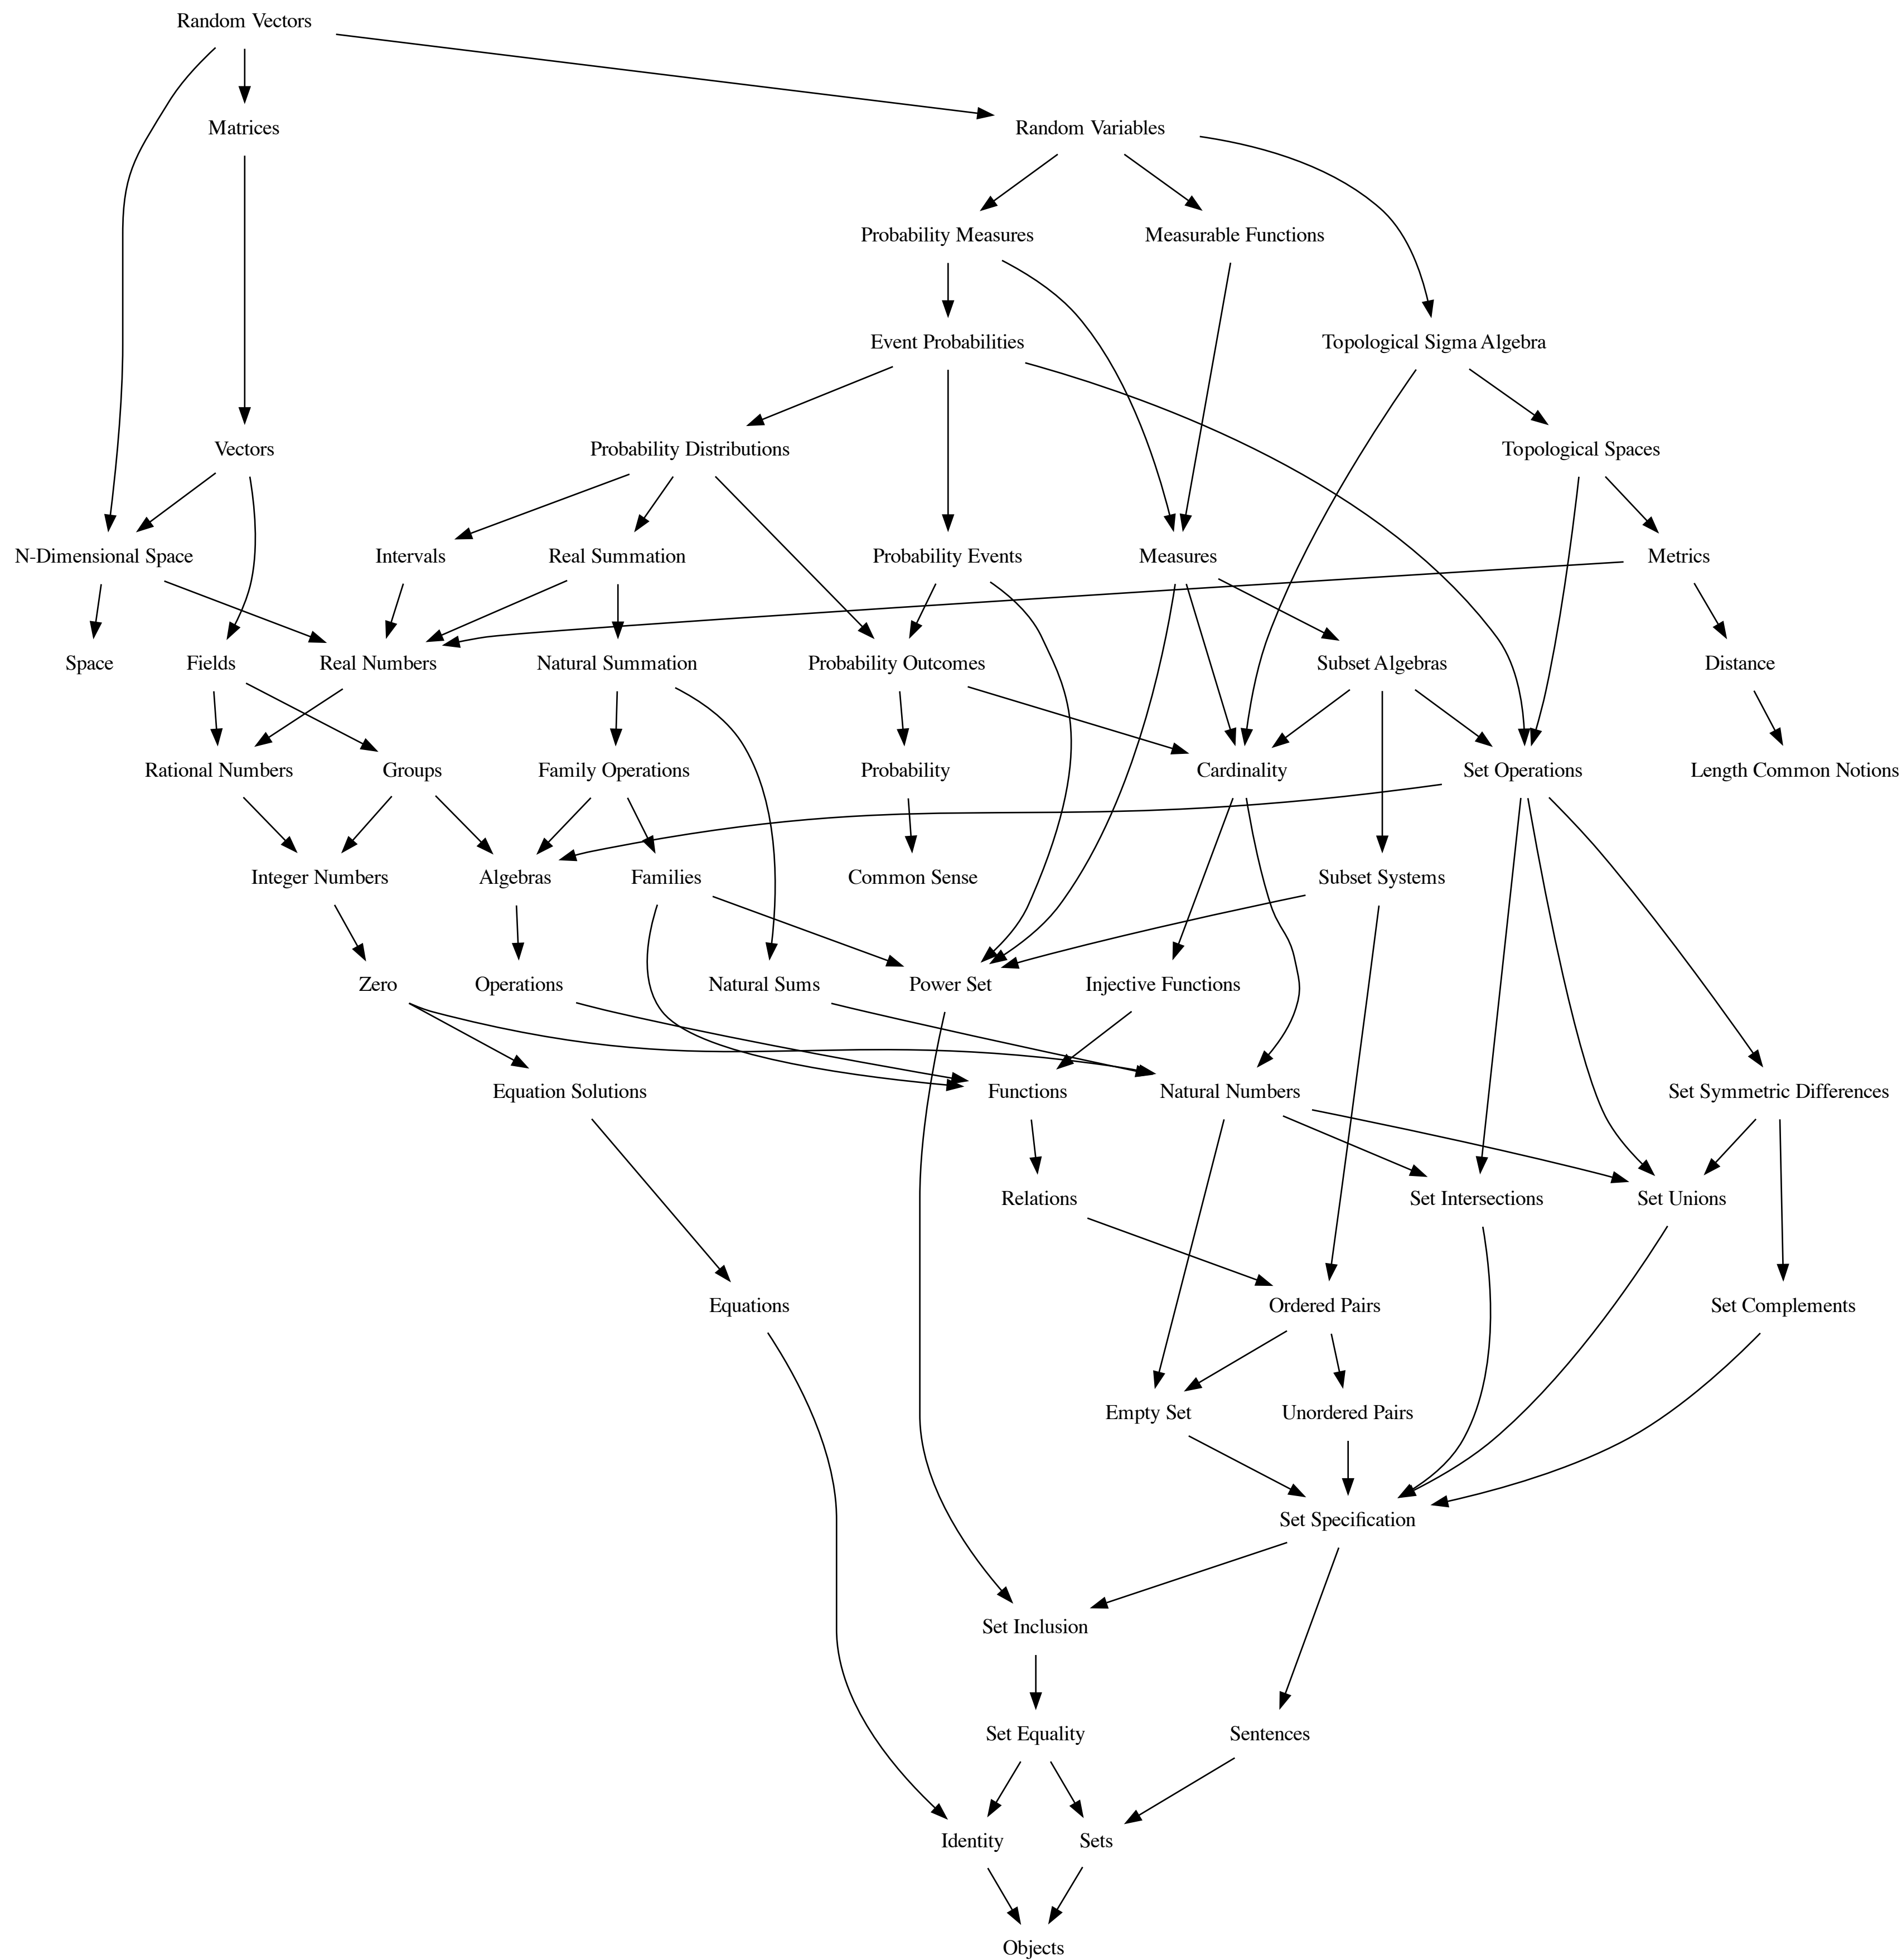 Random Vectors
Matrices
Random Variables
Probability Measures
Measurable Functions
Event Probabilities
Topological Sigma Algebra
Vectors
Probability Distributions
Topological Spaces
N-Dimensional Space
Intervals
Real Summation
Probability Events
Measures
Metrics
Space
Fields
Real Numbers
Natural Summation
Probability Outcomes
Subset Algebras
Distance
Rational Numbers
Groups
Family Operations
Probability
Cardinality
Set Operations
Length Common Notions
Integer Numbers
Algebras
Families
Common Sense
Subset Systems
Zero
Operations
Natural Sums
Power Set
Injective Functions
Equation Solutions
Functions
Natural Numbers
Set Symmetric Differences
Relations
Set Intersections
Set Unions
Equations
Ordered Pairs
Set Complements
Empty Set
Unordered Pairs
Set Specification
Set Inclusion
Set Equality
Sentences
Identity
Sets
Objects